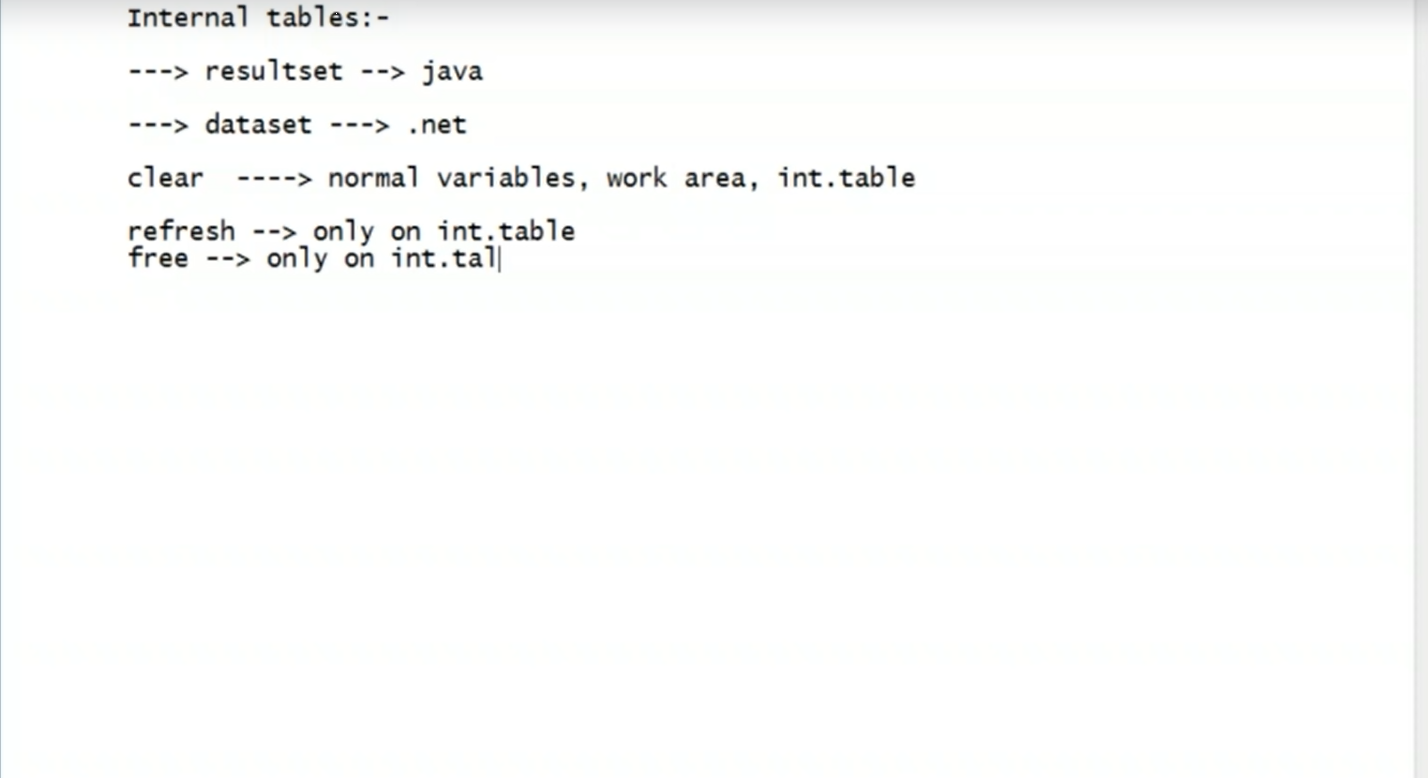 Internal tables:-
---> resultset --> java
---> dataset ---> .net
clear ----> normal variables, work area, int.table
refresh --> only on int.table
free --> only on int.tal